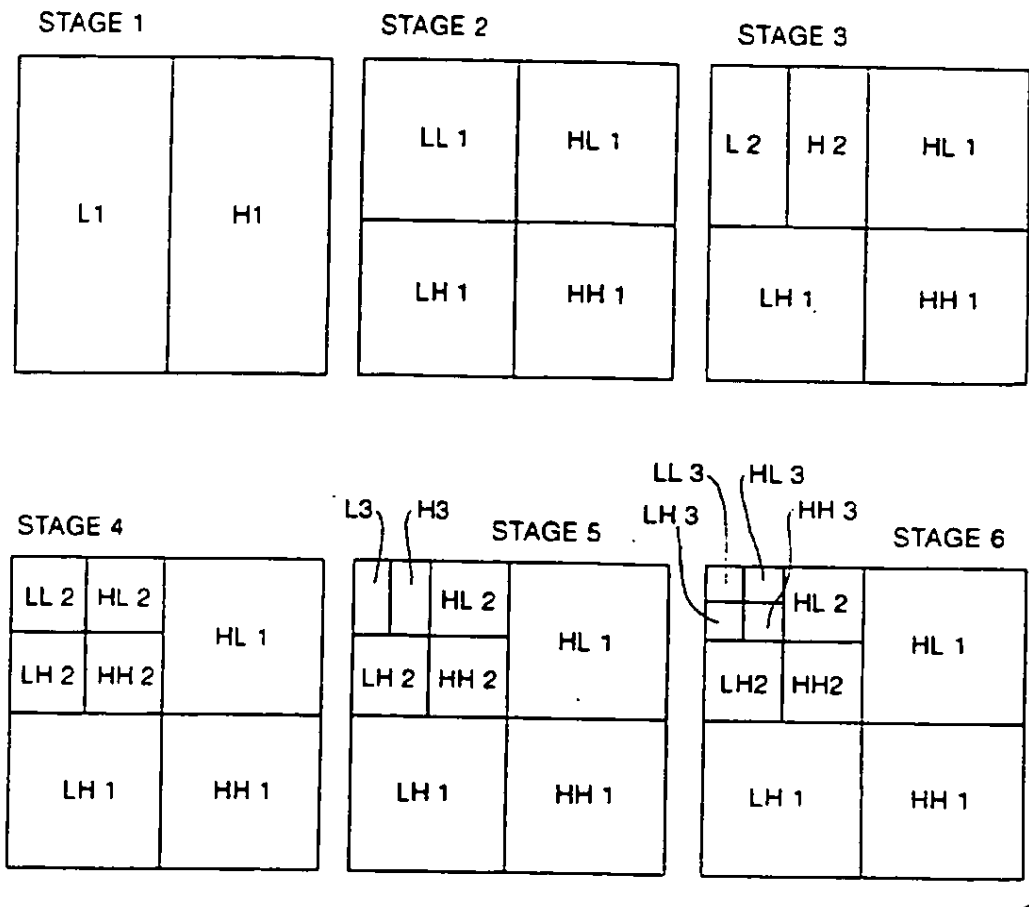 STAGE 1
STAGE 2
STAGE 3
L1 H1
LL 1 HL 1
LH 1 HH 1
L 2 H 2 HL 1
LH 1 HH 1
STAGE 4
STAGE 5
STAGE 6
LL 2 HL 2
HL 1
LH 2 HH 2
LH 1 HH 1
L3 H3
HL 2
HL 1
LH 2 HH 2
LH 1 HH 1
LL 3 HL 3
LH 3 HH 3
HL 2
HL 1
LH2 HH2
LH 1 HH 1